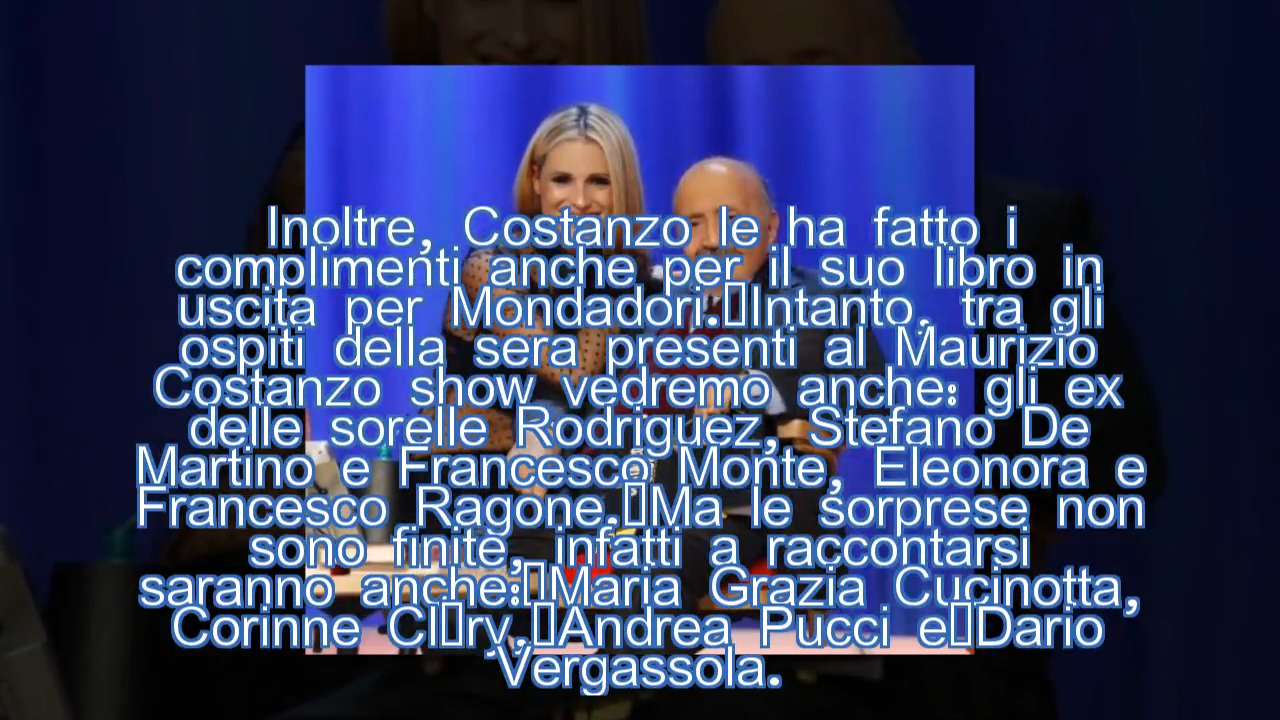 Inoltre, Costanzo le ha fatto i
complimenti anche per il suo libro in
uscita per Mondadori.▯Intanto, tra gli
ospiti della sera presenti al Maurizio
Costanzo show vedremo anche: gli ex
delle sorelle Rodriguez, Stefano De
Martino e Francesco Monte, Eleonora e
Francesco Ragone.▯Ma le sorprese non
sono finite, infatti a raccontarsi
saranno anche:▯Maria Grazia Cucinotta,
Corinne Cl▯ry,▯Andrea Pucci e▯Dario
Vergassola.